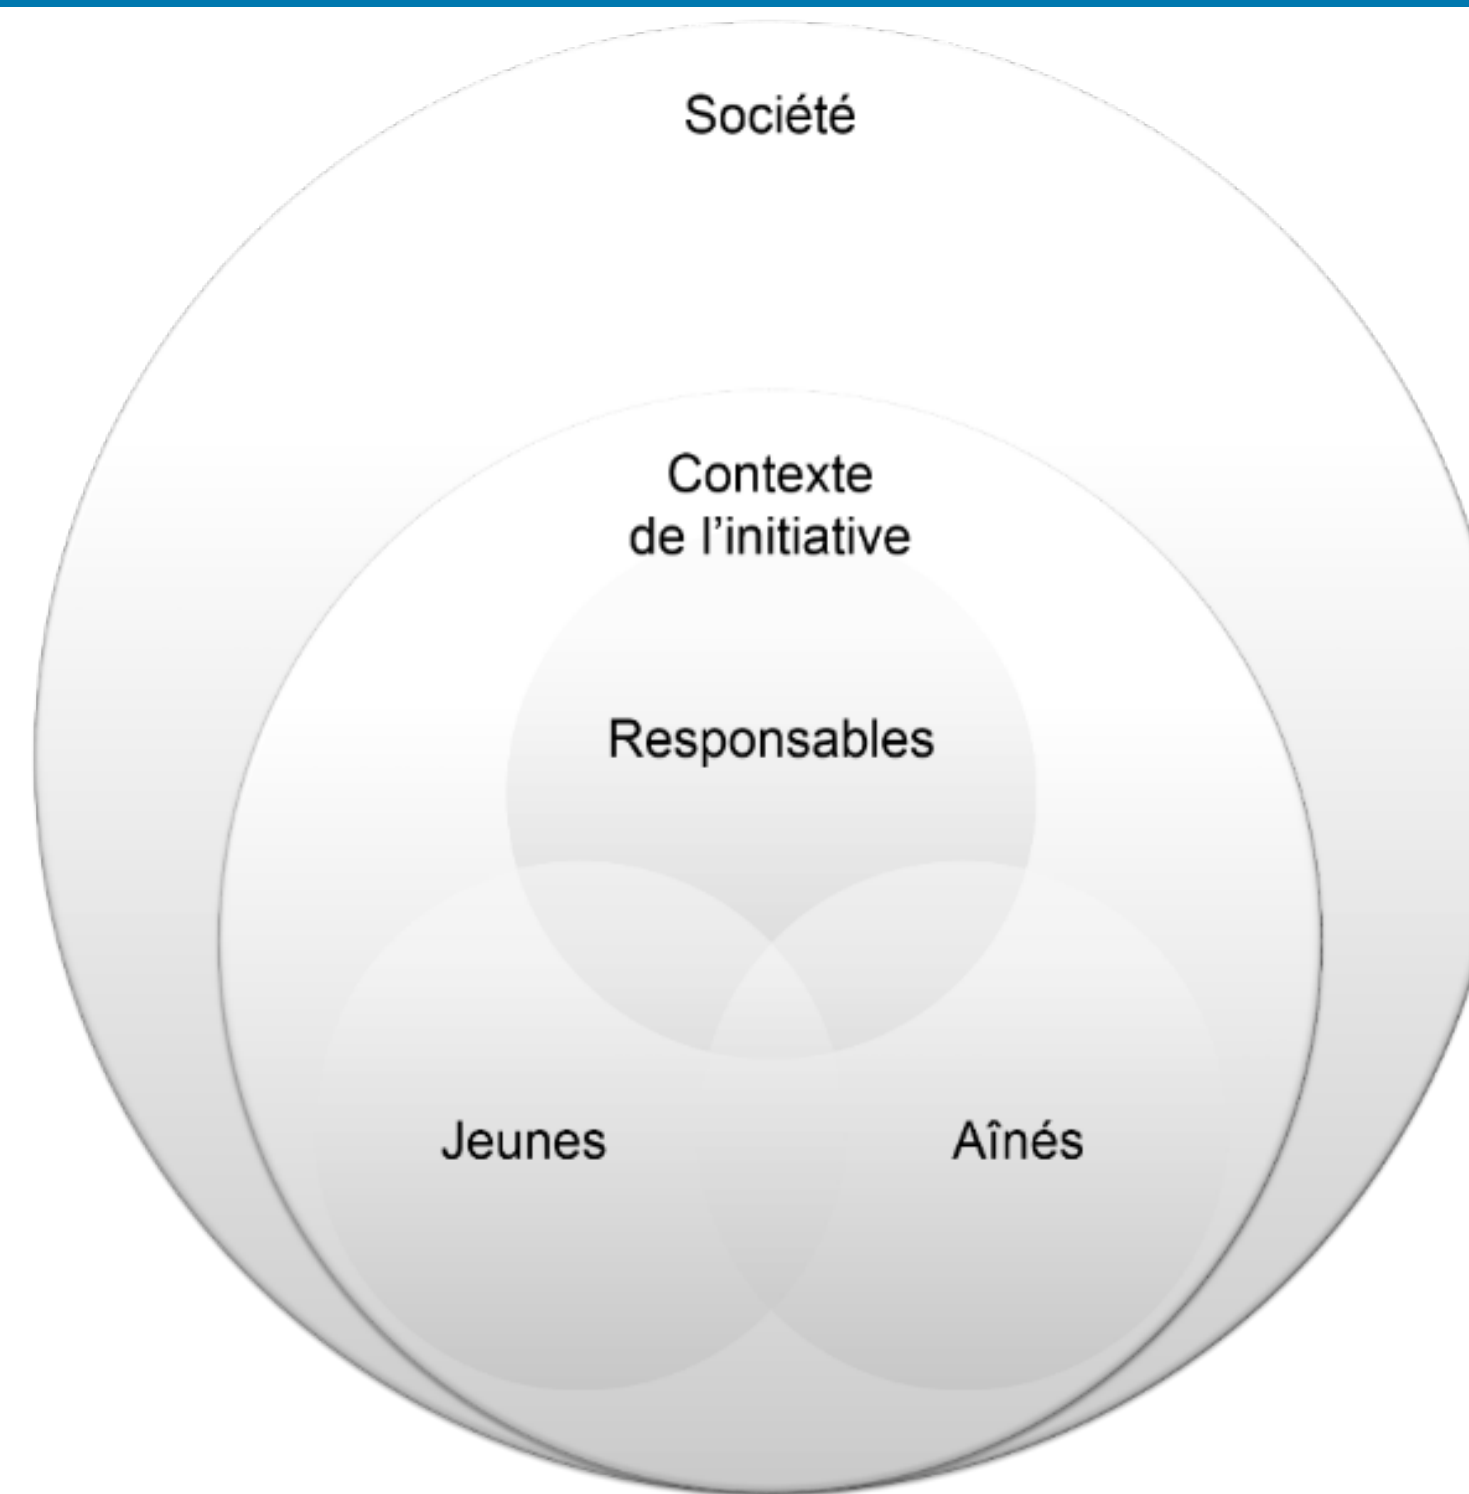 Société
Contexte
de l’initiative
Responsables
Jeunes
Aînés